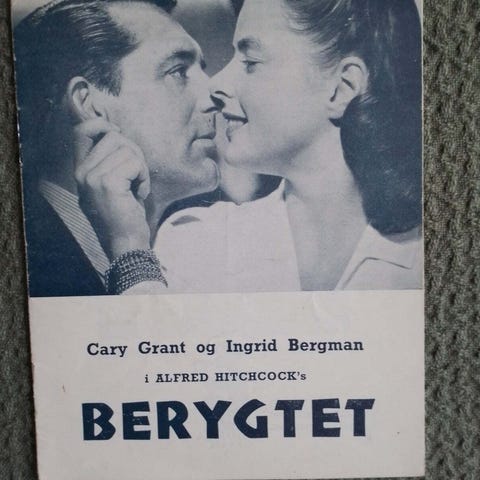 Cary Grant og Ingrid Bergman
i ALFRED HITCHCOCK's
BERYGTET